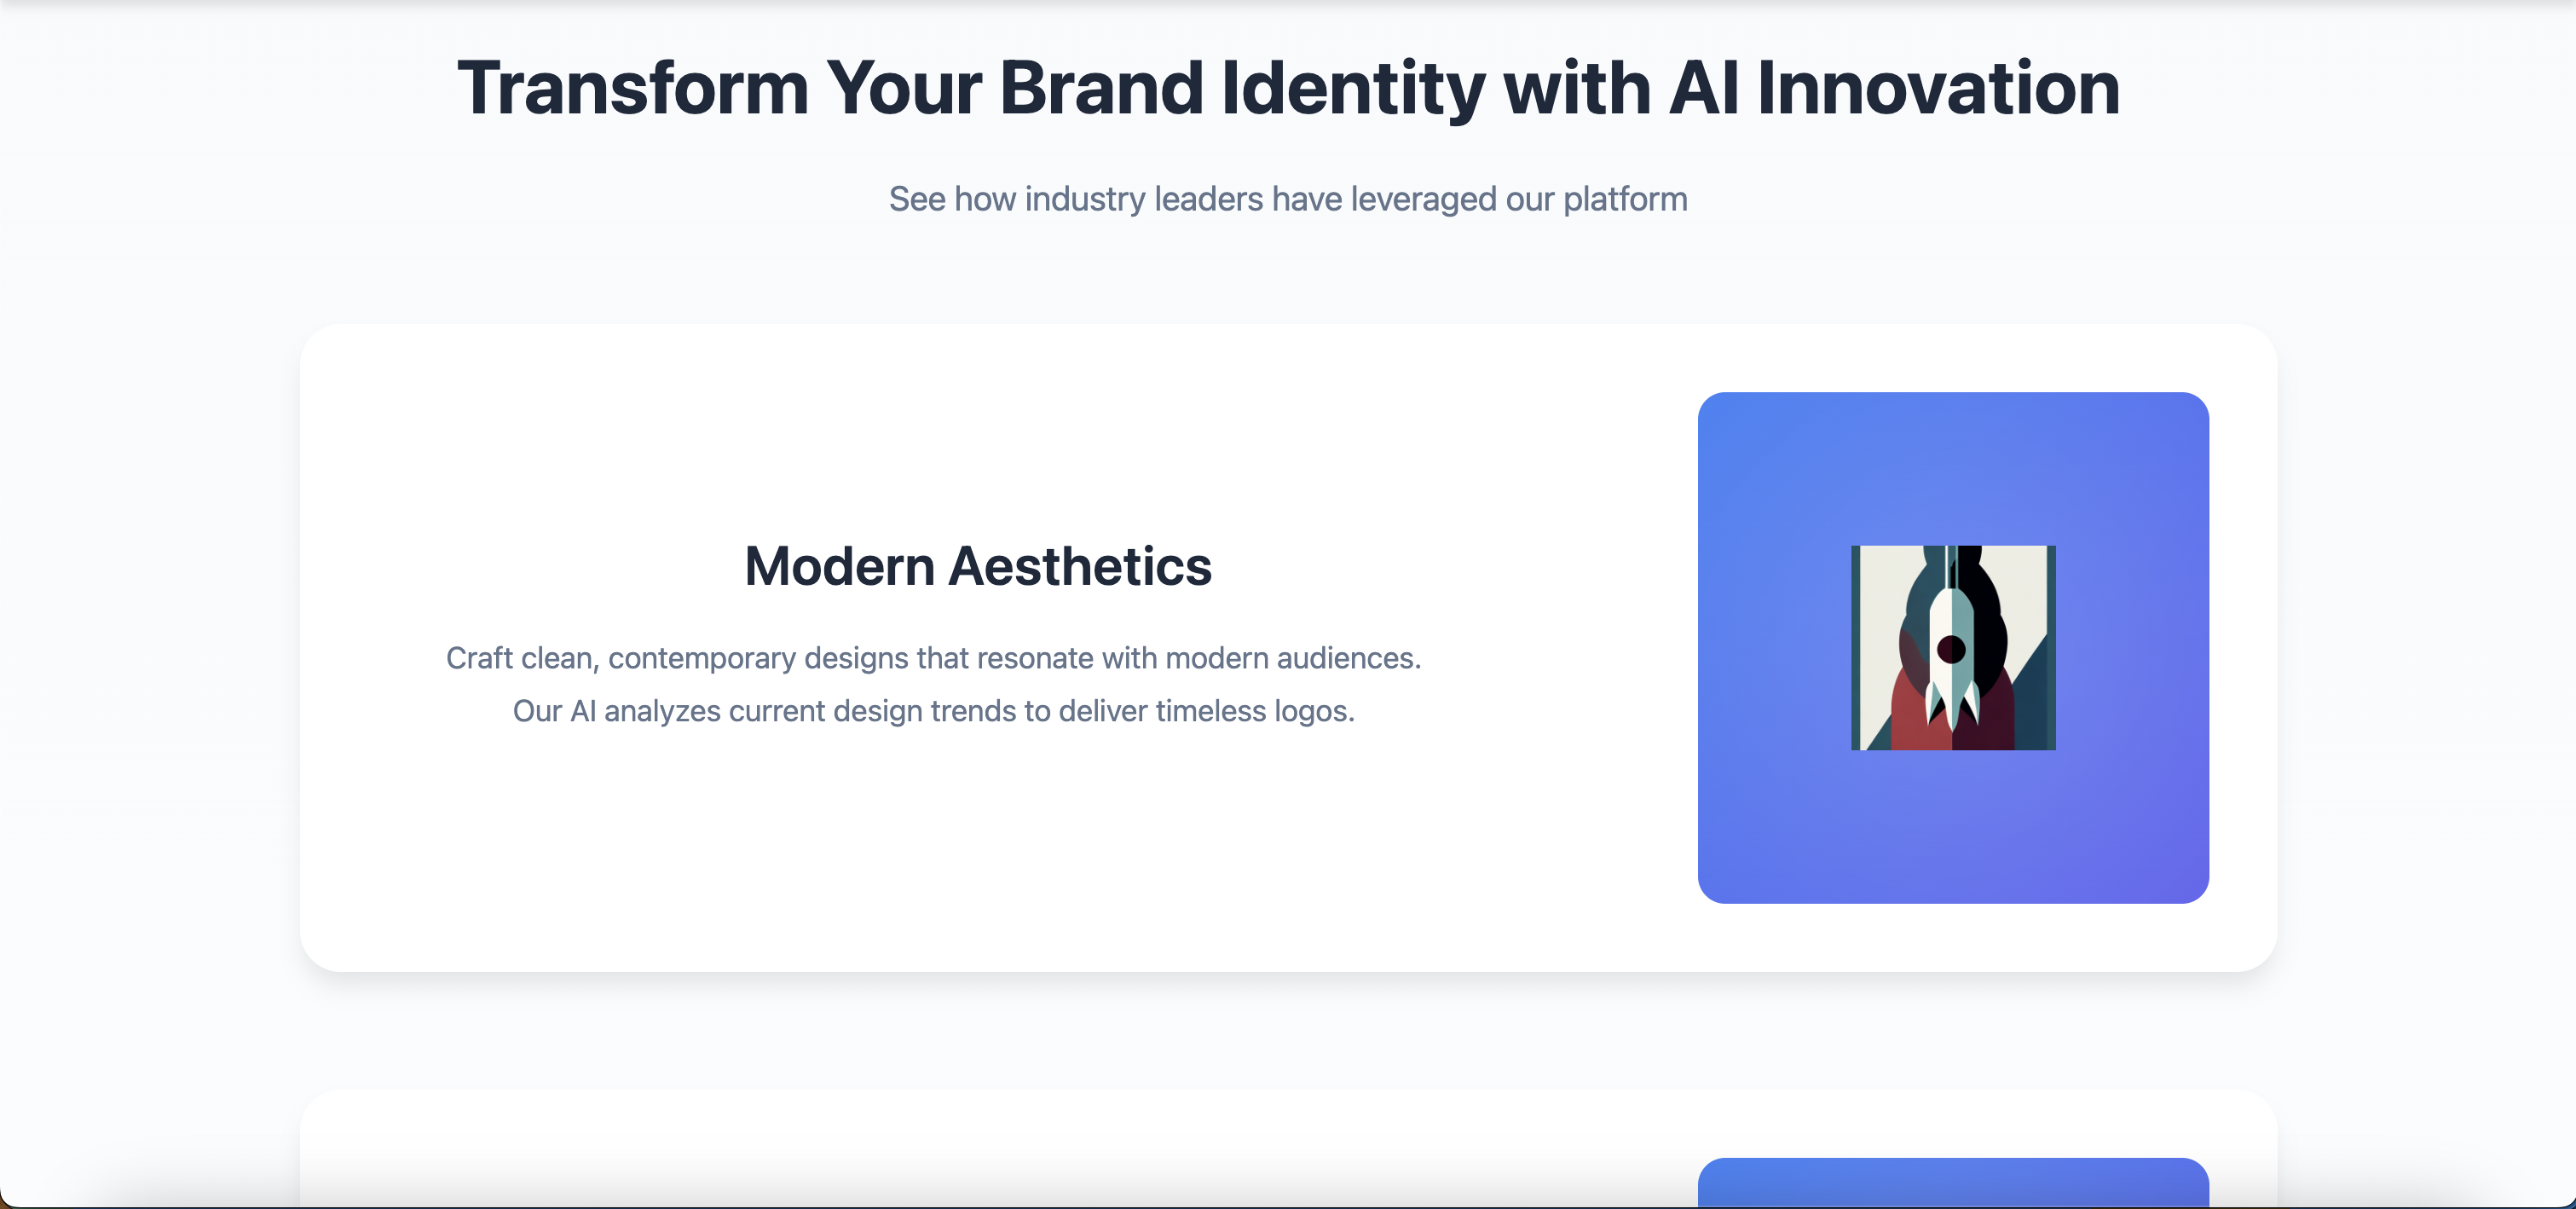 Transform Your Brand Identity with AI Innovation
See how industry leaders have leveraged our platform
Modern Aesthetics
Craft clean, contemporary designs that resonate with modern audiences.
Our AI analyzes current design trends to deliver timeless logos.